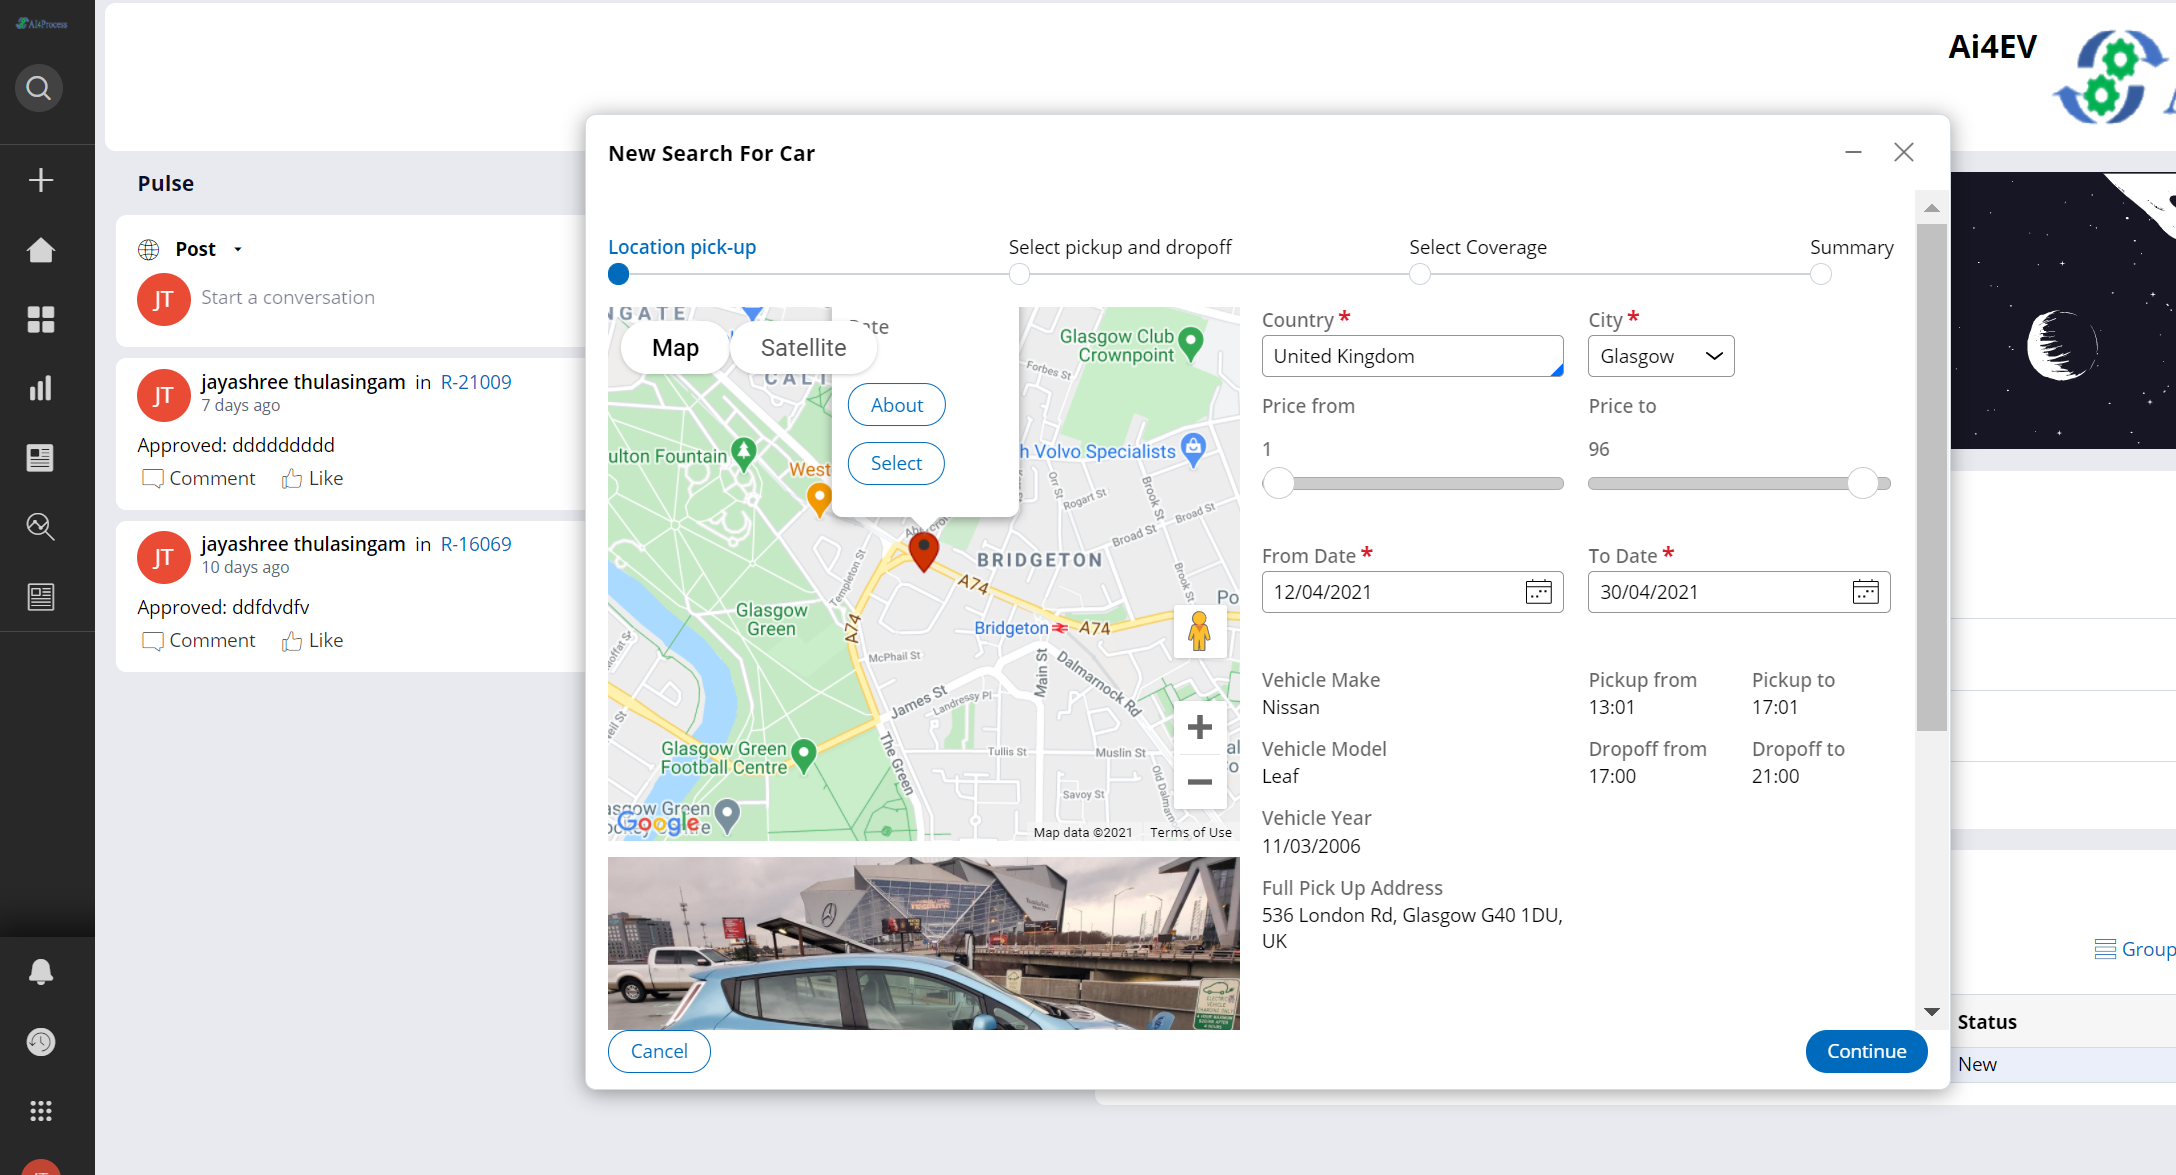 Ai4Process
Ai4EV
Pulse
Post
JT
Start a conversation
JT
jayashree thulasingam in R-21009
7 days ago
Approved: dddddddddd
Comment Like
JT
jayashree thulasingam in R-16069
10 days ago
Approved: ddfdvdfv
Comment Like
New Search For Car
Location pick-up
Select pickup and dropoff
Select Coverage
Summary
Map
Satellite
About
Select
Glasgow Club
Crownpoint
Forbes St
Volvo Specialists
Fountain
West
Orr St
Rogart St
Brook St
Broad St
Broad St
BRIDGETON
Templeton St
A74
Brook St
Glasgow
Green
A74
Bridgeton
A74
McPhail St
Main St
Dalmarnock Rd
James St
Landressy Pl
The Green
Tullis St
Muslin St
Glasgow Green
Football Centre
Savoy St
Green
Google
Map data ©2021
Terms of Use
Country *
City *
United Kingdom
Glasgow
Price from
Price to
1
96
From Date *
To Date *
12/04/2021
30/04/2021
Vehicle Make
Nissan
Pickup from
13:01
Pickup to
17:01
Vehicle Model
Leaf
Dropoff from
17:00
Dropoff to
21:00
Vehicle Year
11/03/2006
Full Pick Up Address
536 London Rd, Glasgow G40 1DU,
UK
Cancel
Continue
Group
Status
New